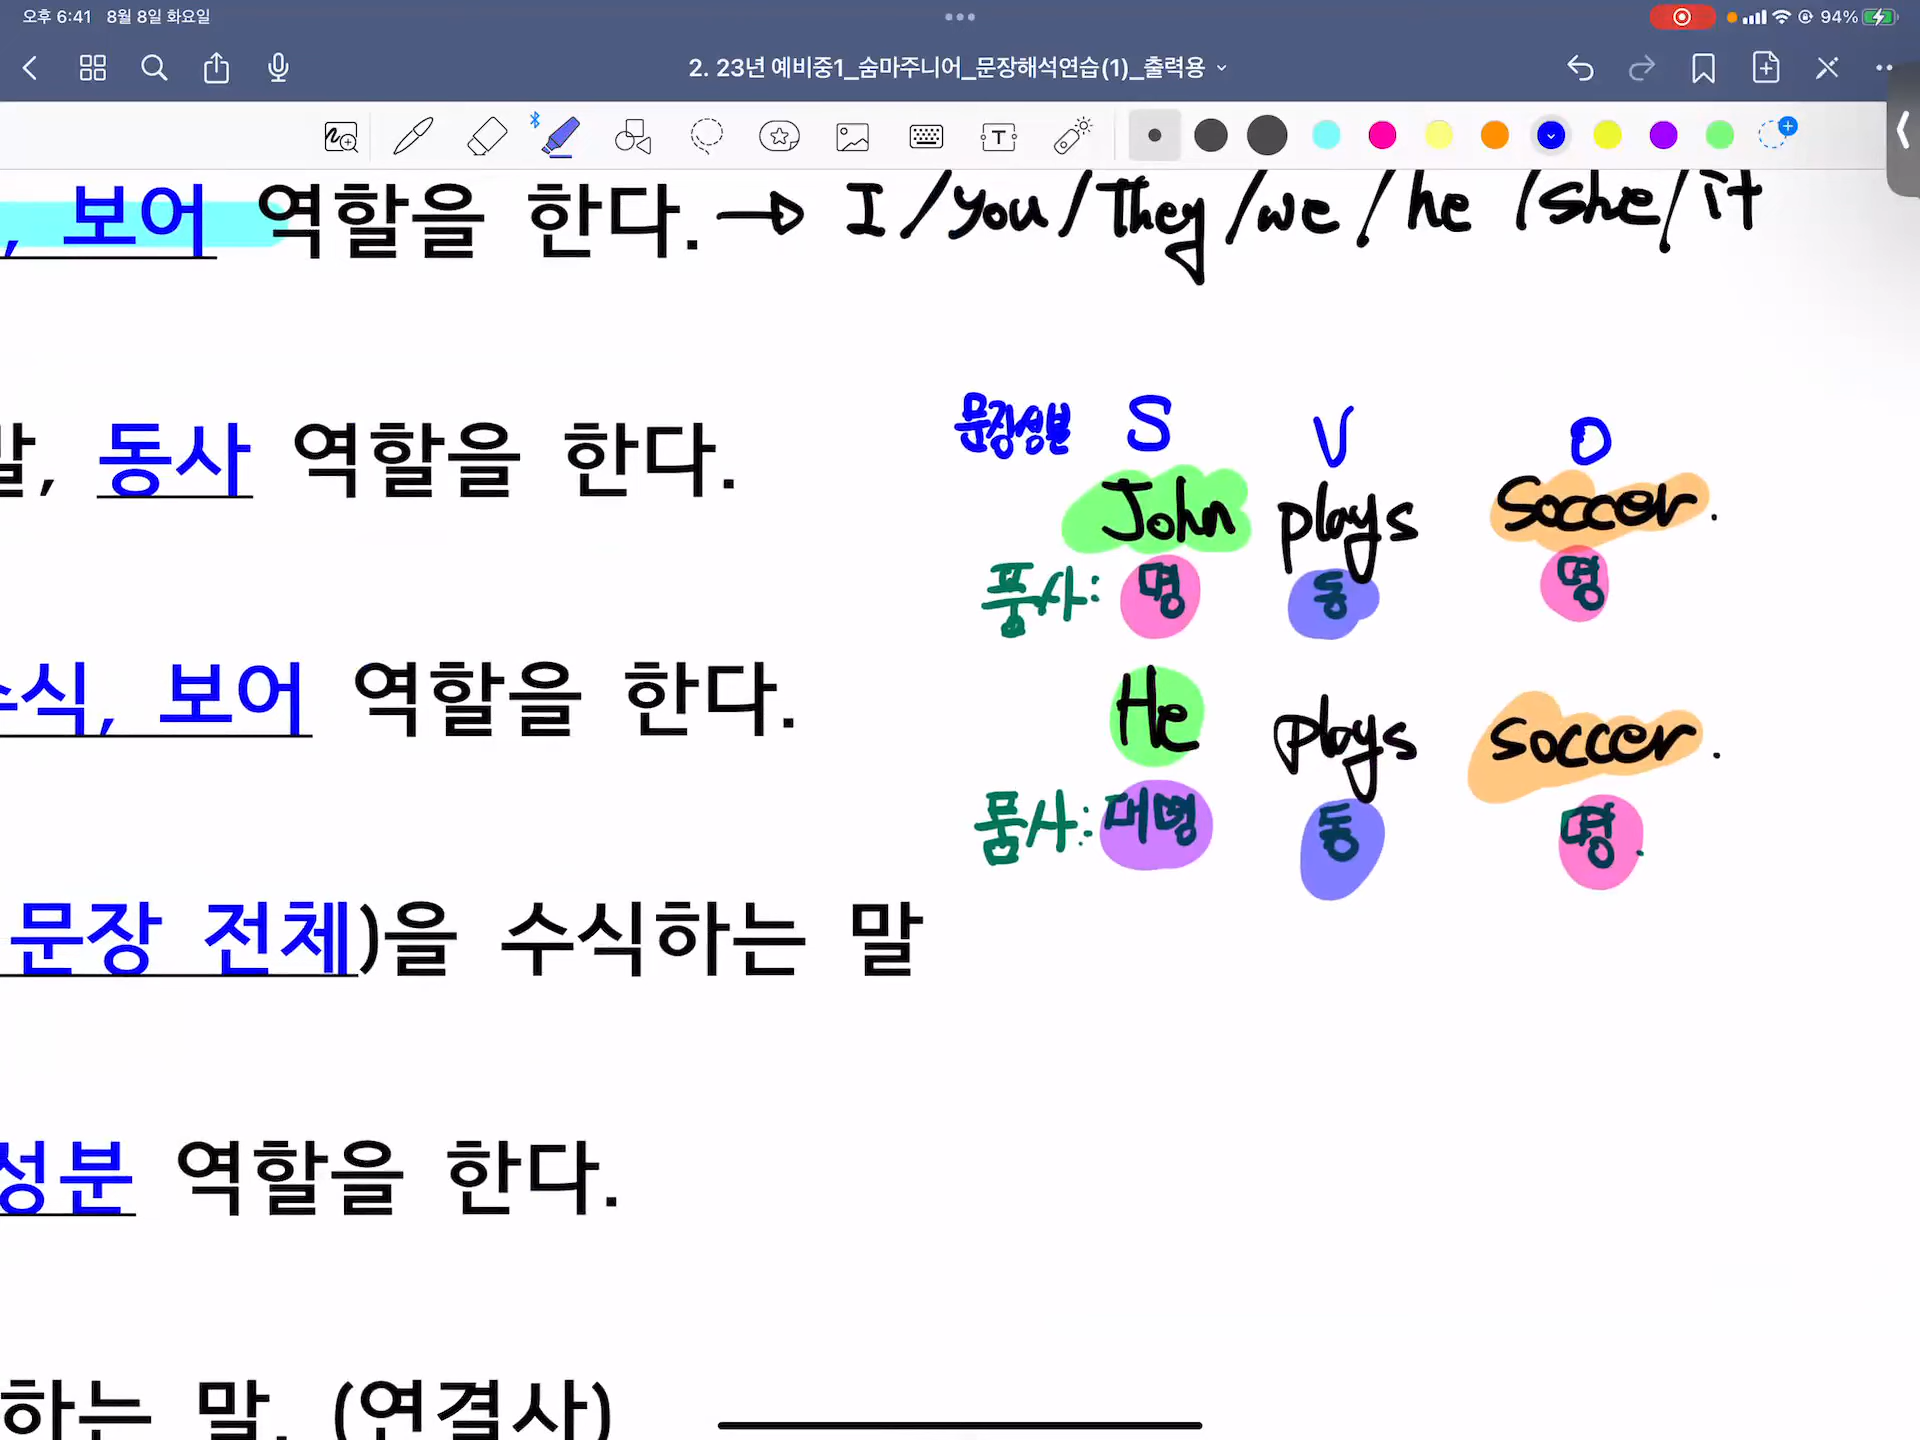 오후 6:41 8월 8일 화요일
94%
2. 23년 예비중1_숨마주니어_문장해석연습(1)_출력용
, 보어 역할을 한다. → I / you / They / we / he / she / it
말, 동사 역할을 한다.
문장성분 S V O
John plays soccer.
품사: 명 동 명
수식, 보어 역할을 한다.
He plays soccer.
품사: 대명 동 명.
문장 전체)을 수식하는 말
성분 역할을 한다.
하는 말. (연결사)